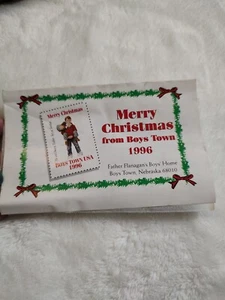 Merry Christmas
BOYS TOWN USA
1996
Merry
Christmas
from Boys Town
1996
Father Flanagan's Boys' Home
Boys Town, Nebraska 68010